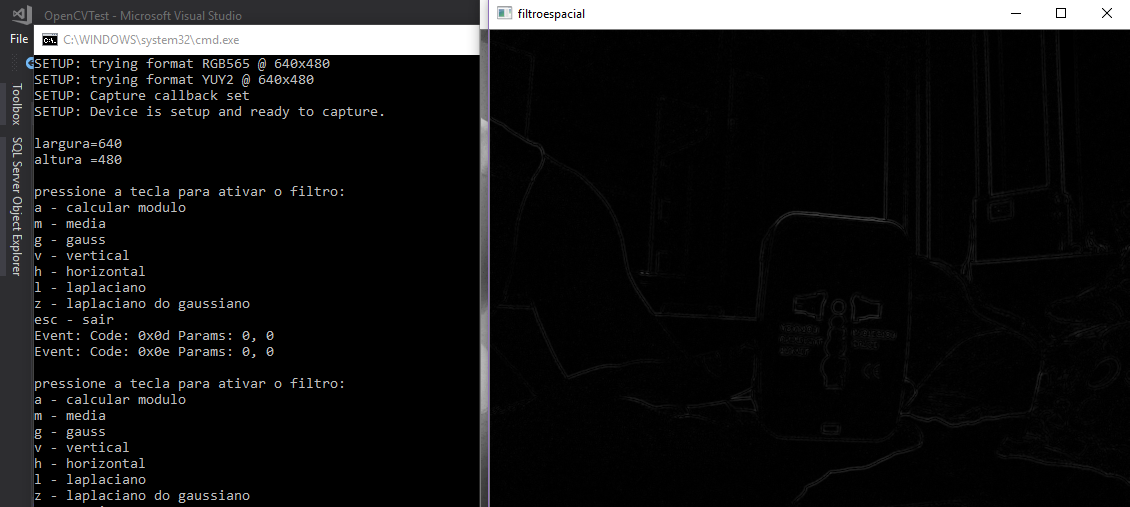 OpenCVTest - Microsoft Visual Studio
File
C:\WINDOWS\system32\cmd.exe
Toolbox
SQL Server Object Explorer
SETUP: trying format RGB565 @ 640x480
SETUP: trying format YUY2 @ 640x480
SETUP: Capture callback set
SETUP: Device is setup and ready to capture.
largura=640
altura =480
pressione a tecla para ativar o filtro:
a - calcular modulo
m - media
g - gauss
v - vertical
h - horizontal
l - laplaciano
z - laplaciano do gaussiano
esc - sair
Event: Code: 0x0d Params: 0, 0
Event: Code: 0x0e Params: 0, 0
pressione a tecla para ativar o filtro:
a - calcular modulo
m - media
g - gauss
v - vertical
h - horizontal
l - laplaciano
z - laplaciano do gaussiano
filtroespacial
CE